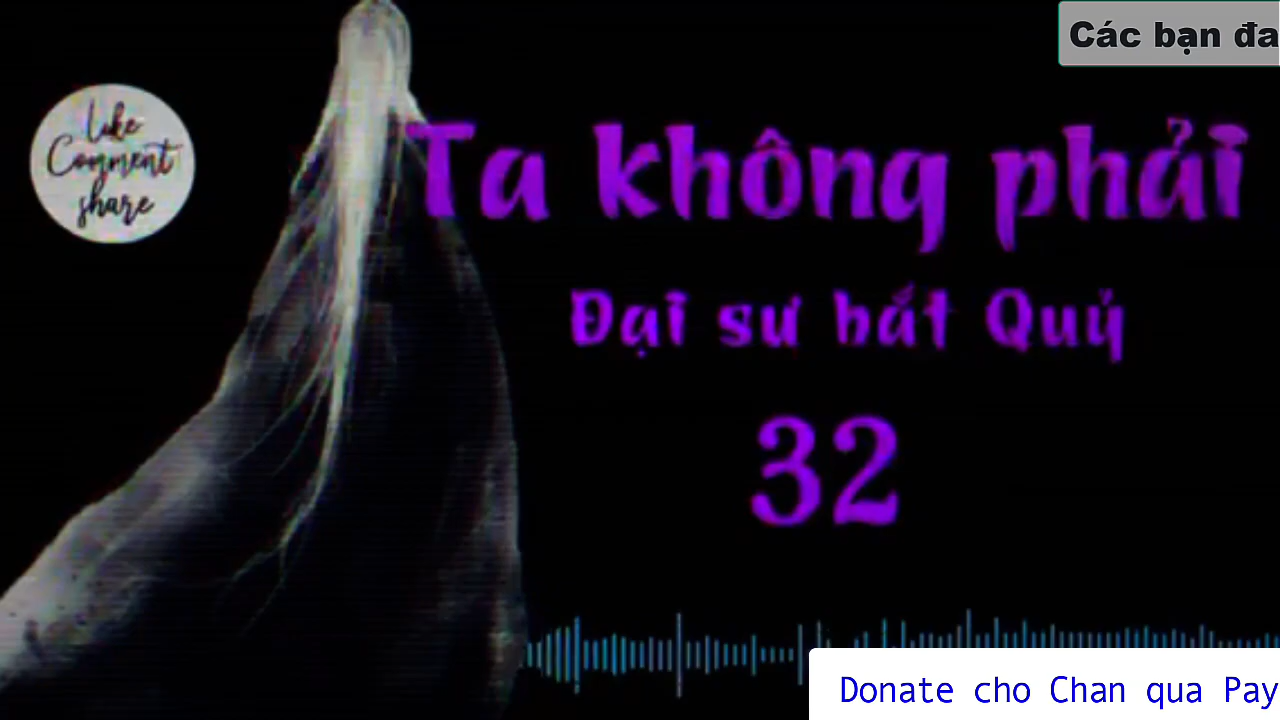 Các bạn đa
like
Comment
share
Ta không phải
Đại sư bắt Quỷ
32
Donate cho Chan qua Pay